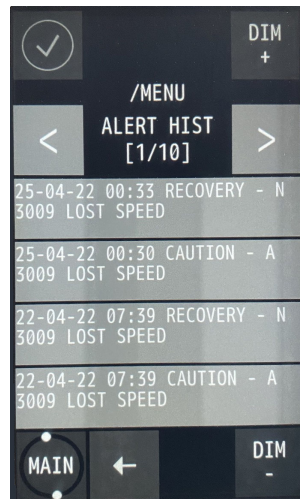 DIM
+
/MENU
ALERT HIST
[1/10]
<
>
25-04-22 00:33 RECOVERY - N
3009 LOST SPEED
25-04-22 00:30 CAUTION - A
3009 LOST SPEED
22-04-22 07:39 RECOVERY - N
3009 LOST SPEED
22-04-22 07:39 CAUTION - A
3009 LOST SPEED
MAIN
←
DIM
-